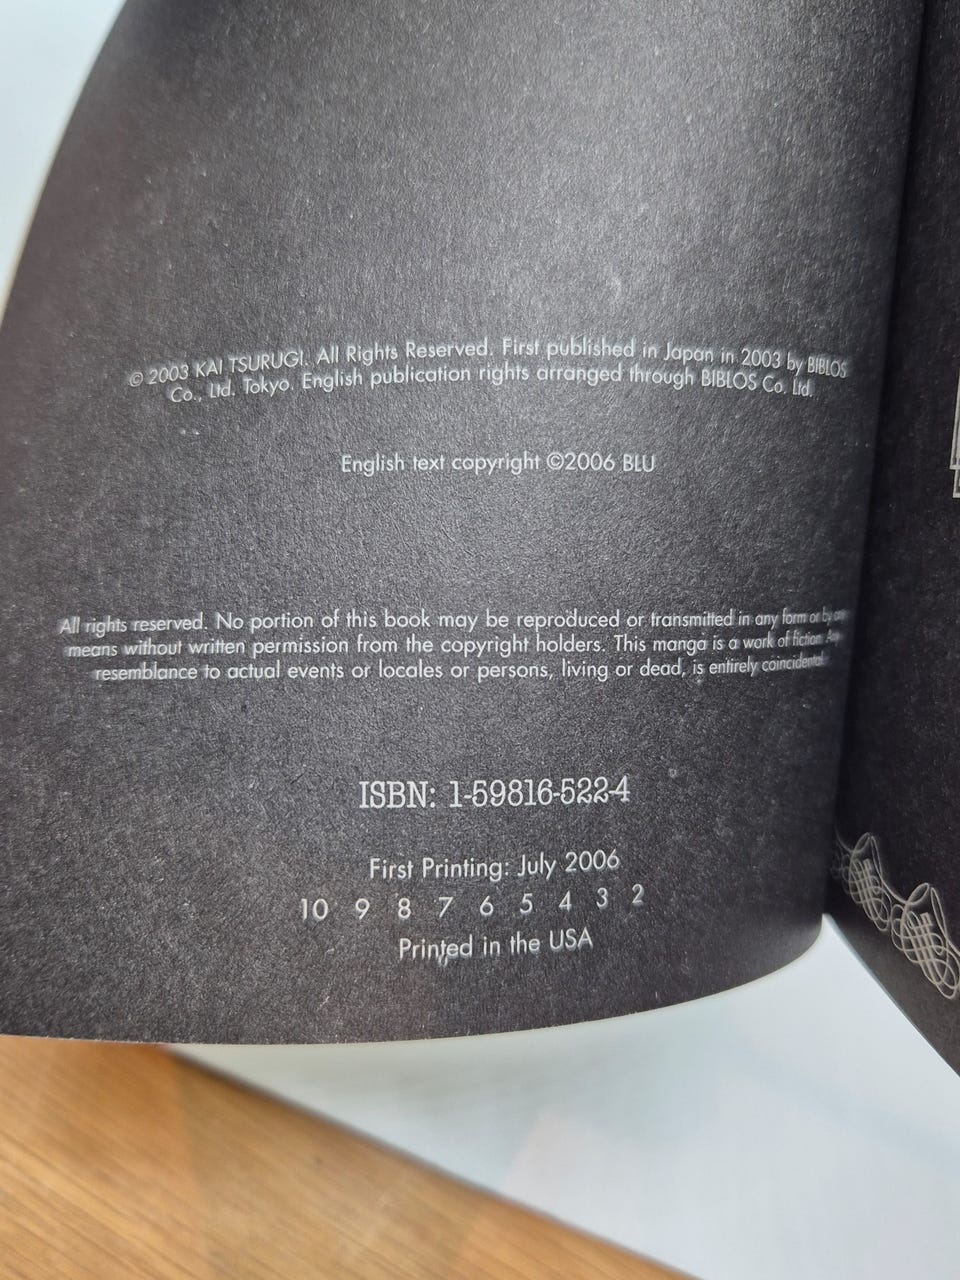 © 2003 KAI TSURUGI. All Rights Reserved. First published in Japan in 2003 by BIBLOS
Co., Ltd. Tokyo. English publication rights arranged through BIBLOS Co. Ltd.
English text copyright ©2006 BLU
All rights reserved. No portion of this book may be reproduced or transmitted in any form or by
means without written permission from the copyright holders. This manga is a work of fiction.
resemblance to actual events or locales or persons, living or dead, is entirely coincidental.
ISBN: 1-59816-522-4
First Printing: July 2006
10 9 8 7 6 5 4 3 2
Printed in the USA